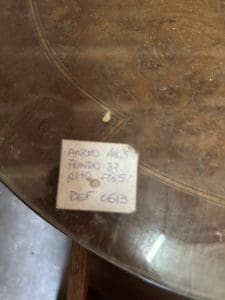 ANCHO 48,5
FONDO 37
Alto 78,5
REF 0613